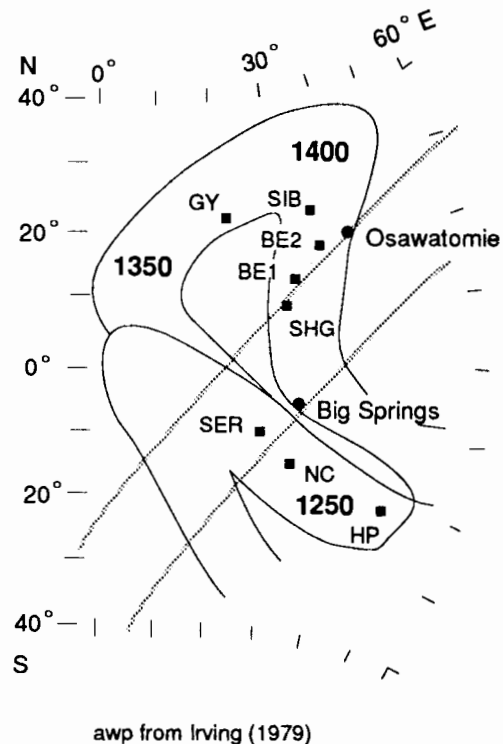 60° E
30°
N 0°
40°
1400
GY SIB
20° BE2 Osawatomie
1350 BE1
SHG
0°
Big Springs
SER
NC
20° 1250
HP
40°
S
awp from Irving (1979)